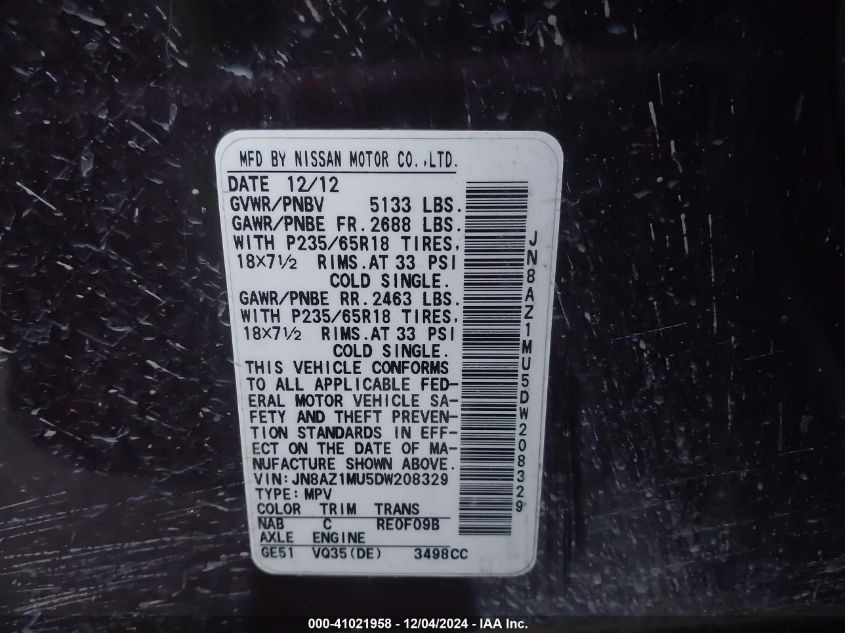 MFD BY NISSAN MOTOR CO.,LTD.
DATE 12/12
GVWR/PNBV 5133 LBS.
GAWR/PNBE FR. 2688 LBS.
WITH P235/65R18 TIRES,
18×7½ RIMS. AT 33 PSI
COLD SINGLE.
GAWR/PNBE RR. 2463 LBS.
WITH P235/65R18 TIRES,
18×7½ RIMS. AT 33 PSI
COLD SINGLE.
THIS VEHICLE CONFORMS
TO ALL APPLICABLE FED-
ERAL MOTOR VEHICLE SA-
FETY AND THEFT PREVEN-
TION STANDARDS IN EFF-
ECT ON THE DATE OF MA-
NUFACTURE SHOWN ABOVE.
VIN: JN8AZ1MU5DW208329
TYPE: MPV
COLOR TRIM TRANS
NAB C RE0F09B
AXLE ENGINE
GE51 VQ35(DE) 3498CC
JN8AZ1MU5DW208329
000-41021958 - 12/04/2024 - IAA Inc.